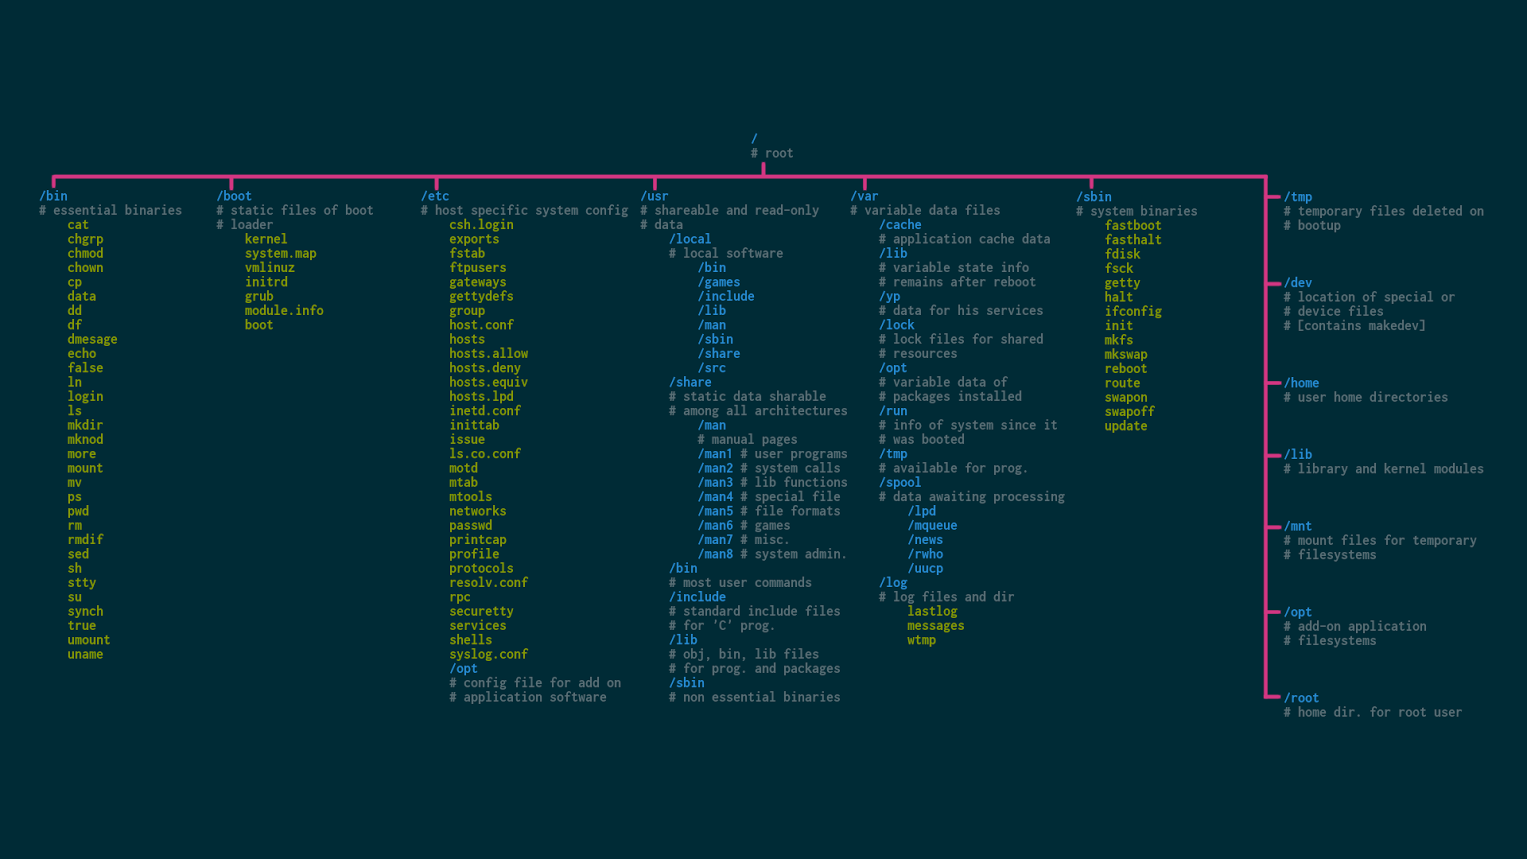 /
# root
/bin
# essential binaries
cat
chgrp
chmod
chown
cp
data
dd
df
dmesage
echo
false
ln
login
ls
mkdir
mknod
more
mount
mv
ps
pwd
rm
rmdif
sed
sh
stty
su
synch
true
umount
uname
/boot
# static files of boot
# loader
kernel
system.map
vmlinuz
initrd
grub
module.info
boot
/etc
# host specific system config
csh.login
exports
fstab
ftpusers
gateways
gettydefs
group
host.conf
hosts
hosts.allow
hosts.deny
hosts.equiv
hosts.lpd
inetd.conf
inittab
issue
ls.co.conf
motd
mtab
mtools
networks
passwd
printcap
profile
protocols
resolv.conf
rpc
securetty
services
shells
syslog.conf
/opt
# config file for add on
# application software
/usr
# shareable and read-only
# data
/local
# local software
/bin
/games
/include
/lib
/man
/sbin
/share
/src
/share
# static data sharable
# among all architectures
/man
# manual pages
/man1 # user programs
/man2 # system calls
/man3 # lib functions
/man4 # special file
/man5 # file formats
/man6 # games
/man7 # misc.
/man8 # system admin.
/bin
# most user commands
/include
# standard include files
# for 'C' prog.
/lib
# obj, bin, lib files
# for prog. and packages
/sbin
# non essential binaries
/var
# variable data files
/cache
# application cache data
/lib
# variable state info
# remains after reboot
/yp
# data for his services
/lock
# lock files for shared
# resources
/opt
# variable data of
# packages installed
/run
# info of system since it
# was booted
/tmp
# available for prog.
/spool
# data awaiting processing
/lpd
/mqueue
/news
/rwho
/uucp
/log
# log files and dir
lastlog
messages
wtmp
/sbin
# system binaries
fastboot
fasthalt
fdisk
fsck
getty
halt
ifconfig
init
mkfs
mkswap
reboot
route
swapon
swapoff
update
/tmp
# temporary files deleted on
# bootup
/dev
# location of special or
# device files
# [contains makedev]
/home
# user home directories
/lib
# library and kernel modules
/mnt
# mount files for temporary
# filesystems
/opt
# add-on application
# filesystems
/root
# home dir. for root user